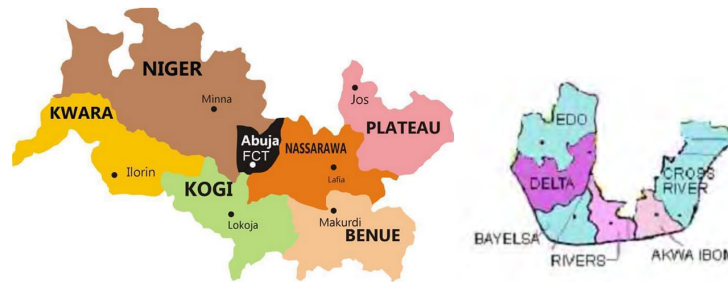 NIGER
Minna
KWARA
Ilorin
Abuja
FCT
NASSARAWA
Lafia
Jos
PLATEAU
KOGI
Lokoja
Makurdi
BENUE
EDO
DELTA
CROSS
RIVER
BAYELSA
RIVERS
AKWA IBOM